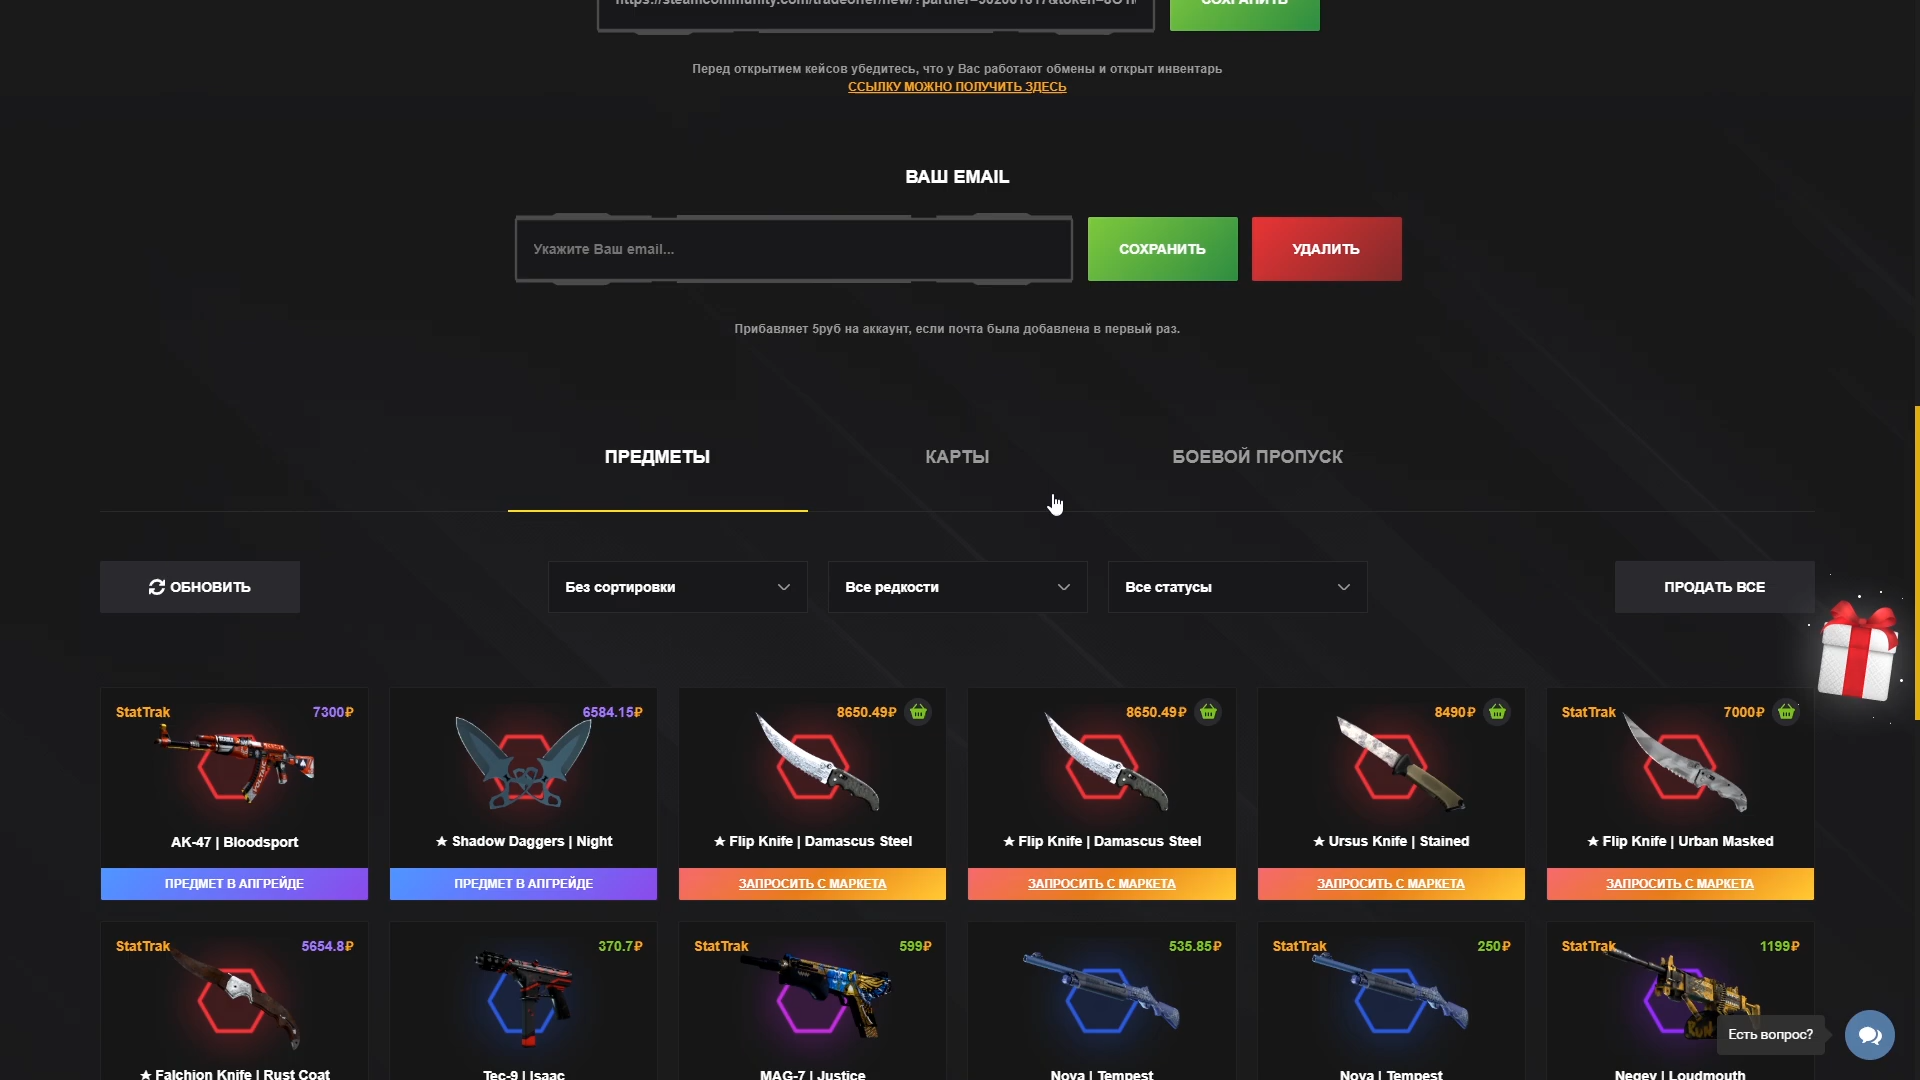 СОХРАНИТЬ
Перед открытием кейсов убедитесь, что у Вас работают обмены и открыт инвентарь
ССЫЛКУ МОЖНО ПОЛУЧИТЬ ЗДЕСЬ
ВАШ EMAIL
Укажите Ваш email...
СОХРАНИТЬ
УДАЛИТЬ
Прибавляет 5руб на аккаунт, если почта была добавлена в первый раз.
ПРЕДМЕТЫ
КАРТЫ
БОЕВОЙ ПРОПУСК
ОБНОВИТЬ
Без сортировки
Все редкости
Все статусы
ПРОДАТЬ ВСЕ
StatTrak 7300₽
6584.15₽
8650.49₽
8650.49₽
8490₽
StatTrak 7000₽
AK-47 | Bloodsport
★ Shadow Daggers | Night
★ Flip Knife | Damascus Steel
★ Flip Knife | Damascus Steel
★ Ursus Knife | Stained
★ Flip Knife | Urban Masked
ПРЕДМЕТ В АПГРЕЙДЕ
ПРЕДМЕТ В АПГРЕЙДЕ
ЗАПРОСИТЬ С МАРКЕТА
ЗАПРОСИТЬ С МАРКЕТА
ЗАПРОСИТЬ С МАРКЕТА
ЗАПРОСИТЬ С МАРКЕТА
StatTrak 5654.8₽
370.7₽
StatTrak 599₽
535.85₽
StatTrak 250₽
StatTrak 1199₽
Есть вопрос?
★ Falchion Knife | Rust Coat
Tec-9 | Isaac
MAG-7 | Justice
Nova | Tempest
Nova | Tempest
Negev | Loudmouth